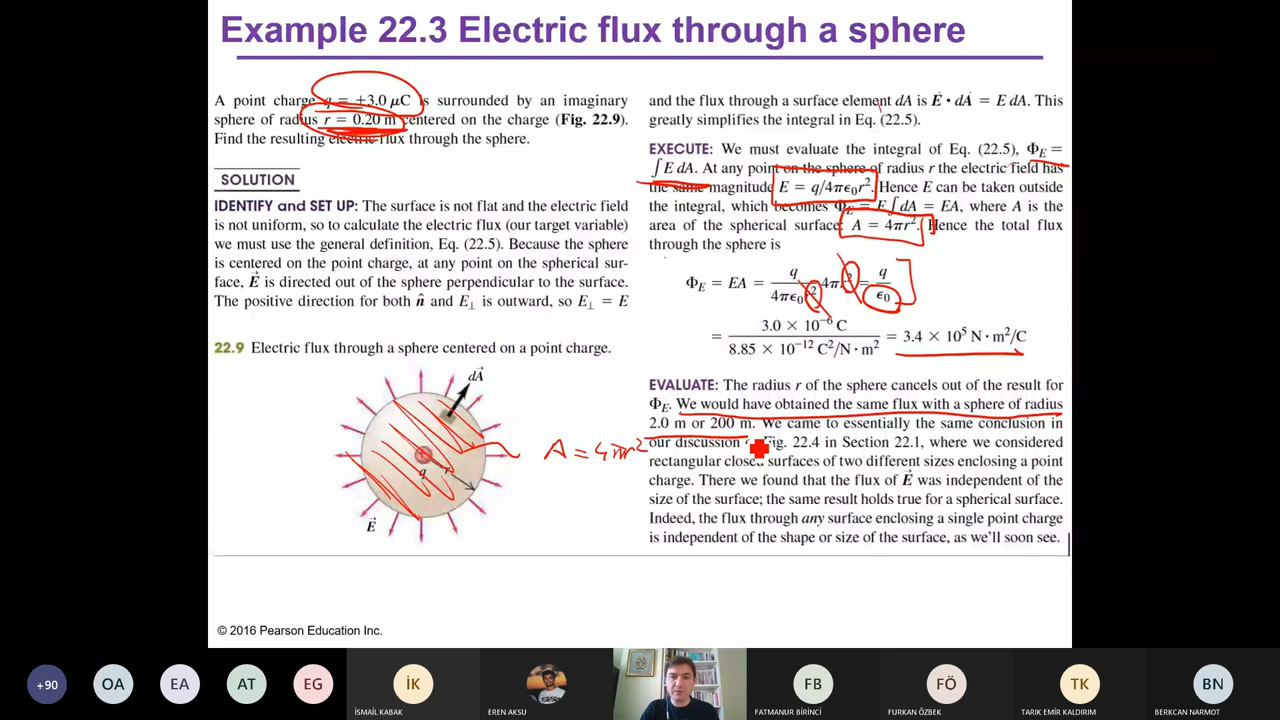 Example 22.3 Electric flux through a sphere
A point charge q = +3.0 μC is surrounded by an imaginary
sphere of radius r = 0.20 m centered on the charge (Fig. 22.9).
Find the resulting electric flux through the sphere.
SOLUTION
IDENTIFY and SET UP: The surface is not flat and the electric field
is not uniform, so to calculate the electric flux (our target variable)
we must use the general definition, Eq. (22.5). Because the sphere
is centered on the point charge, at any point on the spherical sur-
face, E⃗ is directed out of the sphere perpendicular to the surface.
The positive direction for both n̂ and E⊥ is outward, so E⊥ = E
22.9 Electric flux through a sphere centered on a point charge.
dA⃗
q
r
E⃗
A = 4πr²
and the flux through a surface element dA is E⃗ • dA⃗ = E dA. This
greatly simplifies the integral in Eq. (22.5).
EXECUTE: We must evaluate the integral of Eq. (22.5), Φ_E =
∫ E dA. At any point on the sphere of radius r the electric field has
the same magnitude E = q/4πϵ₀r². Hence E can be taken outside
the integral, which becomes Φ_E = E ∫ dA = EA, where A is the
area of the spherical surface: A = 4πr². Hence the total flux
through the sphere is
Φ_E = EA = q/4πϵ₀r² 4πr² = q/ϵ₀
= 3.0 × 10⁻⁶ C / 8.85 × 10⁻¹² C²/N · m² = 3.4 × 10⁵ N · m²/C
EVALUATE: The radius r of the sphere cancels out of the result for
Φ_E. We would have obtained the same flux with a sphere of radius
2.0 m or 200 m. We came to essentially the same conclusion in
our discussion Fig. 22.4 in Section 22.1, where we considered
rectangular closed surfaces of two different sizes enclosing a point
charge. There we found that the flux of E⃗ was independent of the
size of the surface; the same result holds true for a spherical surface.
Indeed, the flux through any surface enclosing a single point charge
is independent of the shape or size of the surface, as we'll soon see.
© 2016 Pearson Education Inc.
+90 OA EA AT EG İK FB FÖ TK BN
İSMAİL KABAK EREN AKSU FATMANUR BİRİNCİ FURKAN ÖZBEK TARIK EMİR KALDIRIM BERKCAN NARMOT